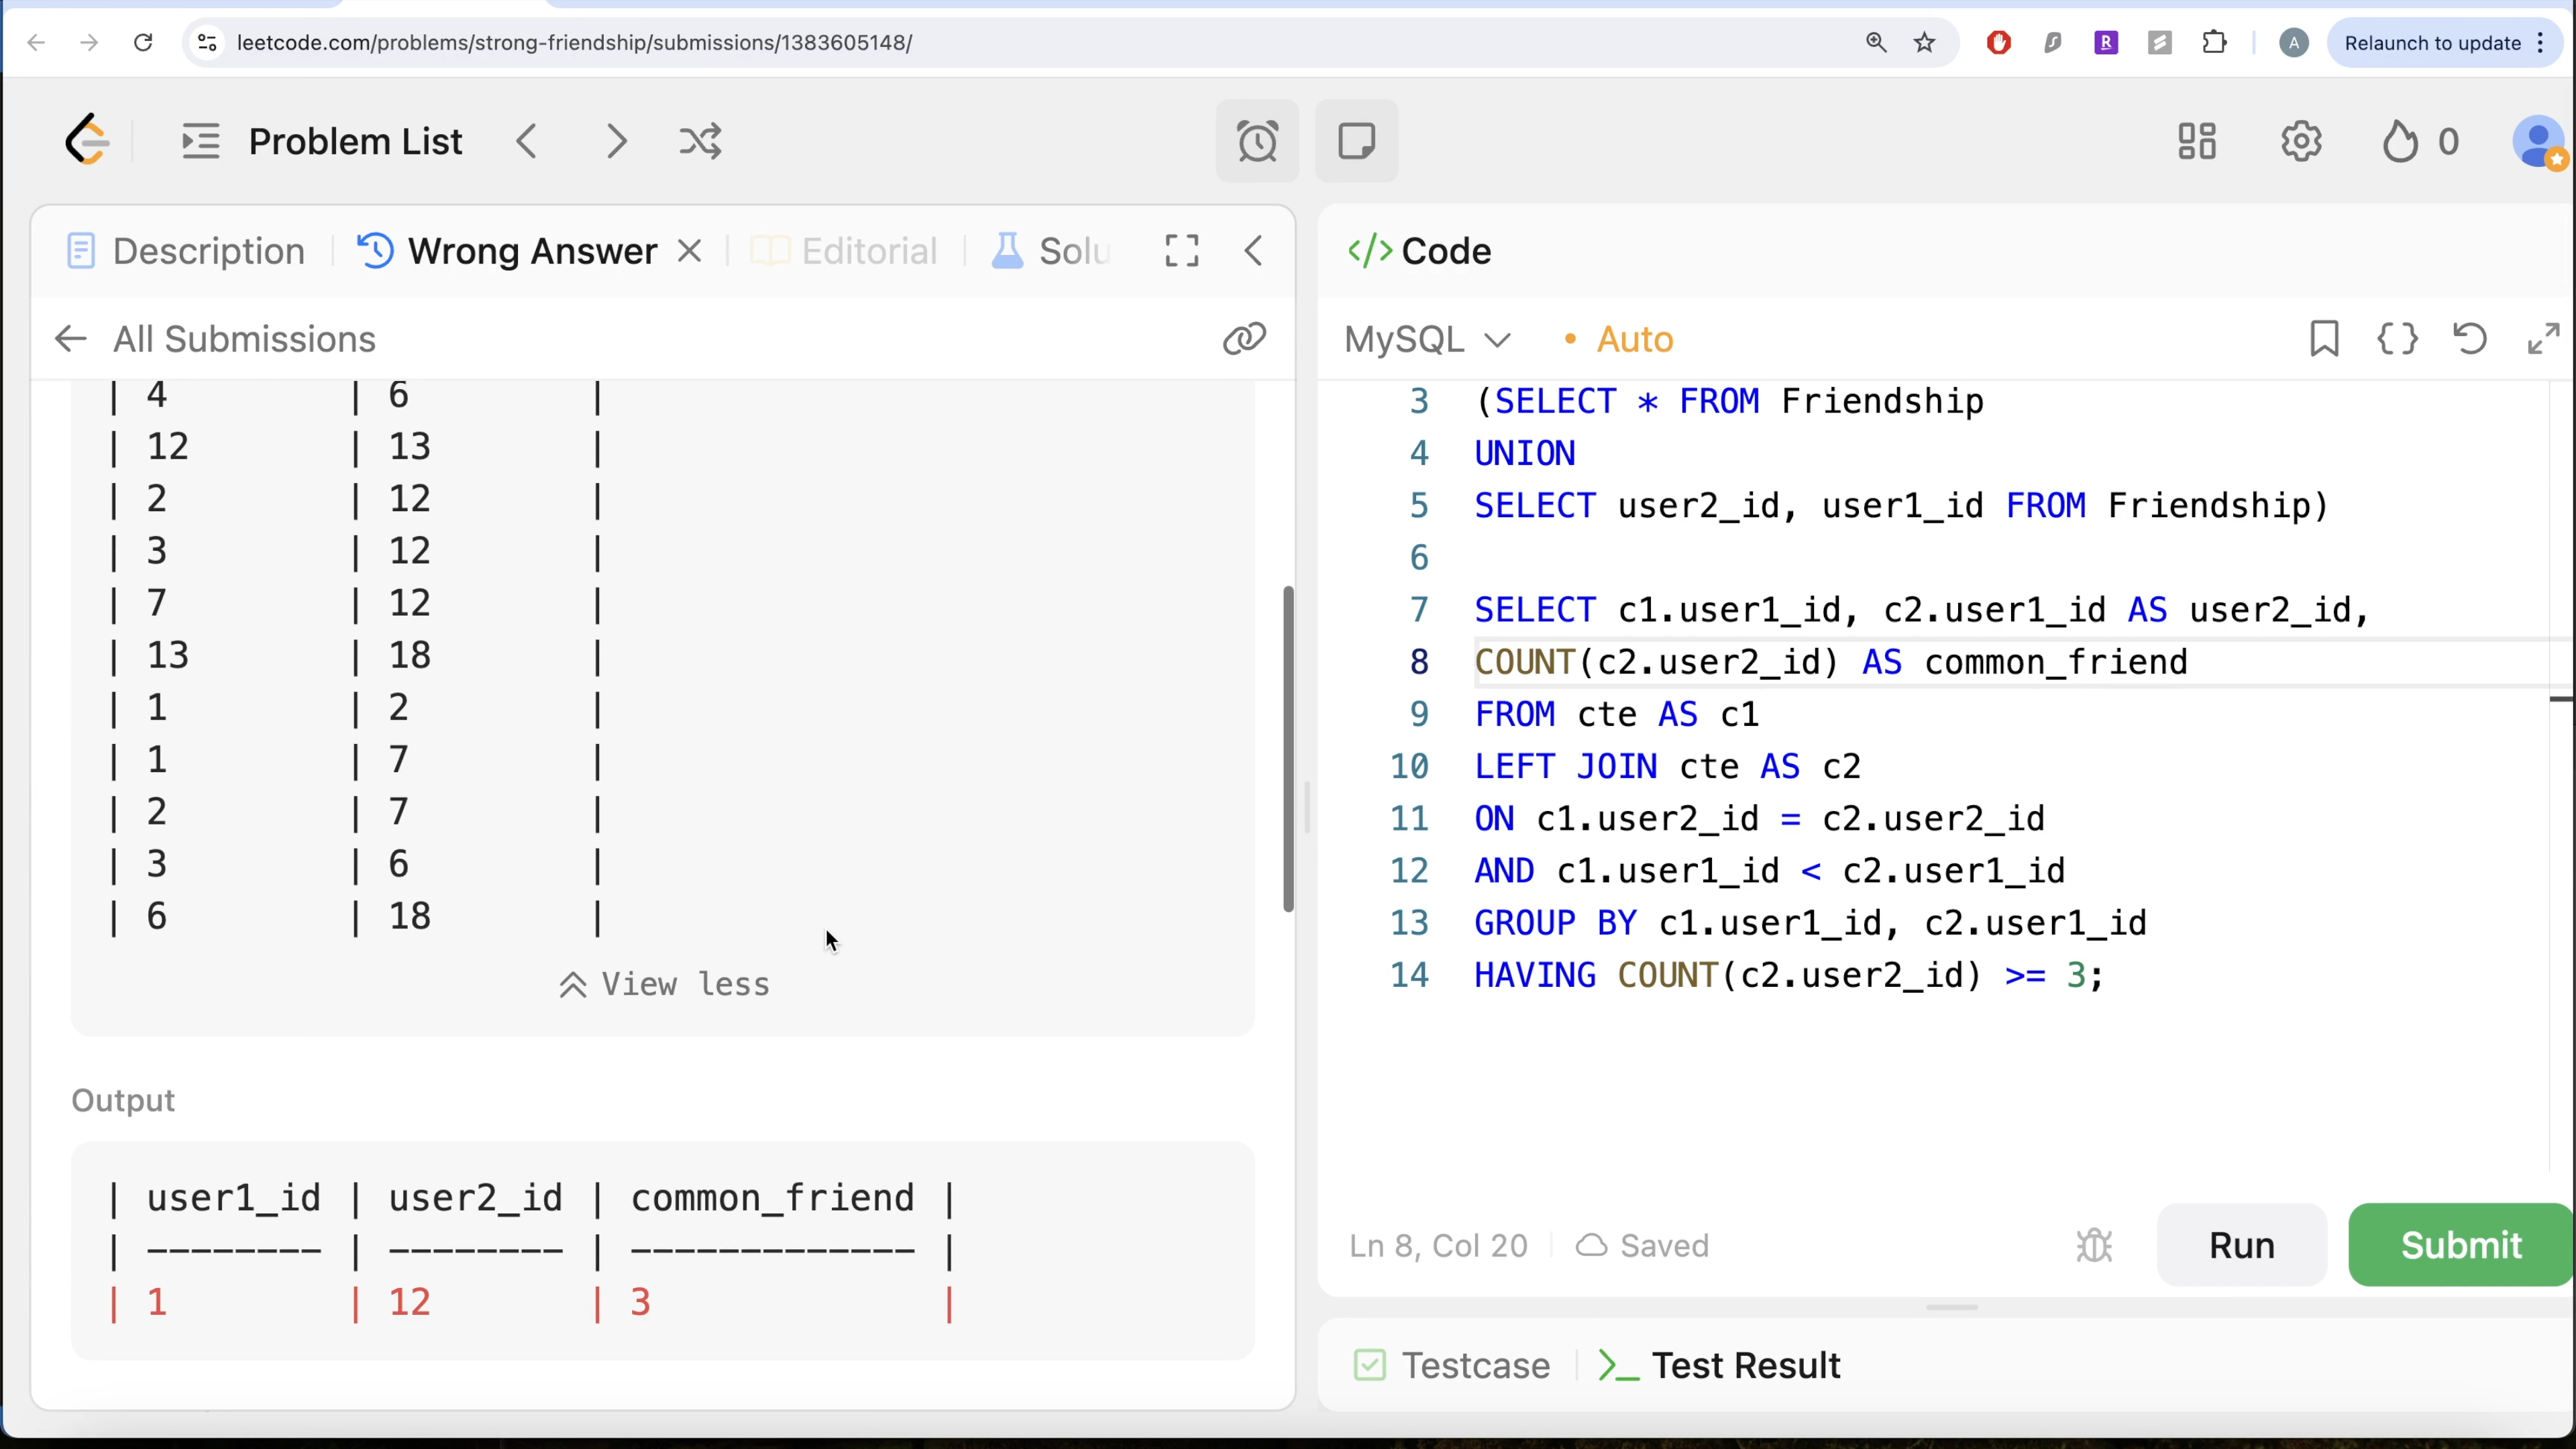 leetcode.com/problems/strong-friendship/submissions/1383605148/
R
A
Relaunch to update
Problem List
0
Description
Wrong Answer
Editorial
Solu
</> Code
All Submissions
MySQL
• Auto
| 4 | 6 |
| 12 | 13 |
| 2 | 12 |
| 3 | 12 |
| 7 | 12 |
| 13 | 18 |
| 1 | 2 |
| 1 | 7 |
| 2 | 7 |
| 3 | 6 |
| 6 | 18 |
View less
Output
| user1_id | user2_id | common_friend |
| -------- | -------- | ------------- |
| 1 | 12 | 3 |
3 (SELECT * FROM Friendship
4 UNION
5 SELECT user2_id, user1_id FROM Friendship)
6
7 SELECT c1.user1_id, c2.user1_id AS user2_id,
8 COUNT(c2.user2_id) AS common_friend
9 FROM cte AS c1
10 LEFT JOIN cte AS c2
11 ON c1.user2_id = c2.user2_id
12 AND c1.user1_id < c2.user1_id
13 GROUP BY c1.user1_id, c2.user1_id
14 HAVING COUNT(c2.user2_id) >= 3;
Ln 8, Col 20
Saved
Run
Submit
Testcase
>_ Test Result